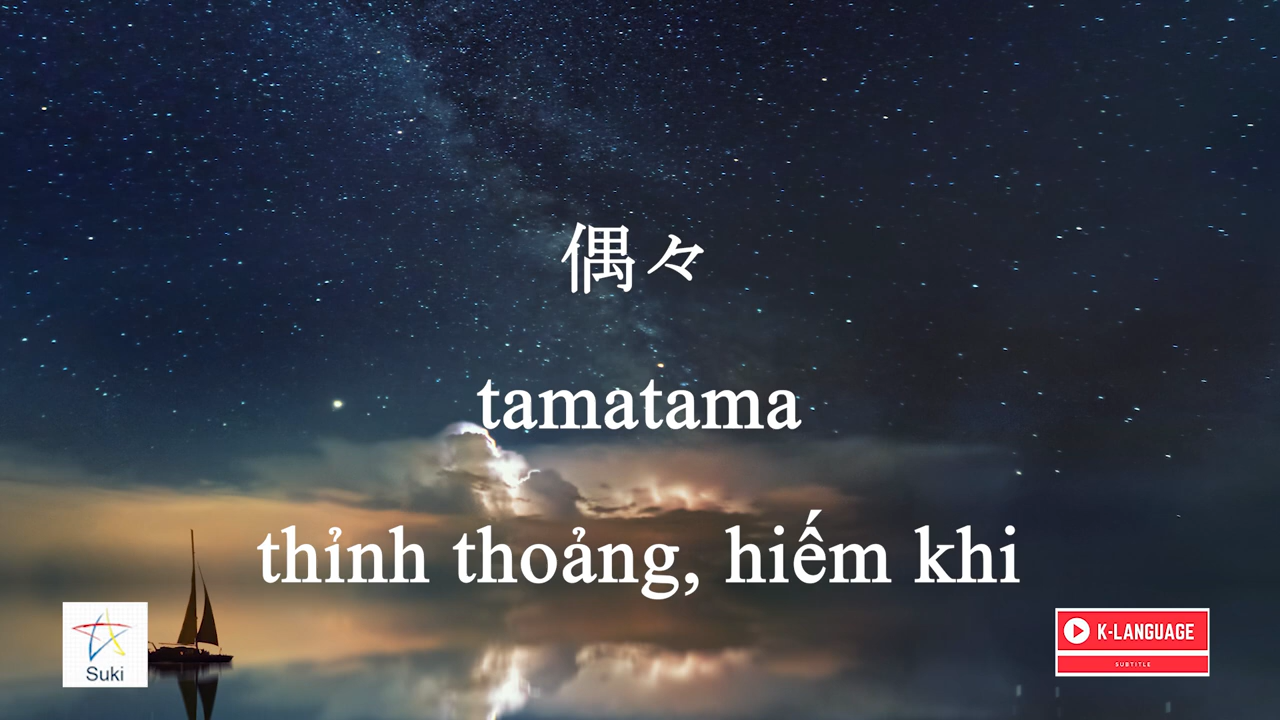 偶々
tamatama
thỉnh thoảng, hiếm khi
Suki
K-LANGUAGE
SUBTITLE